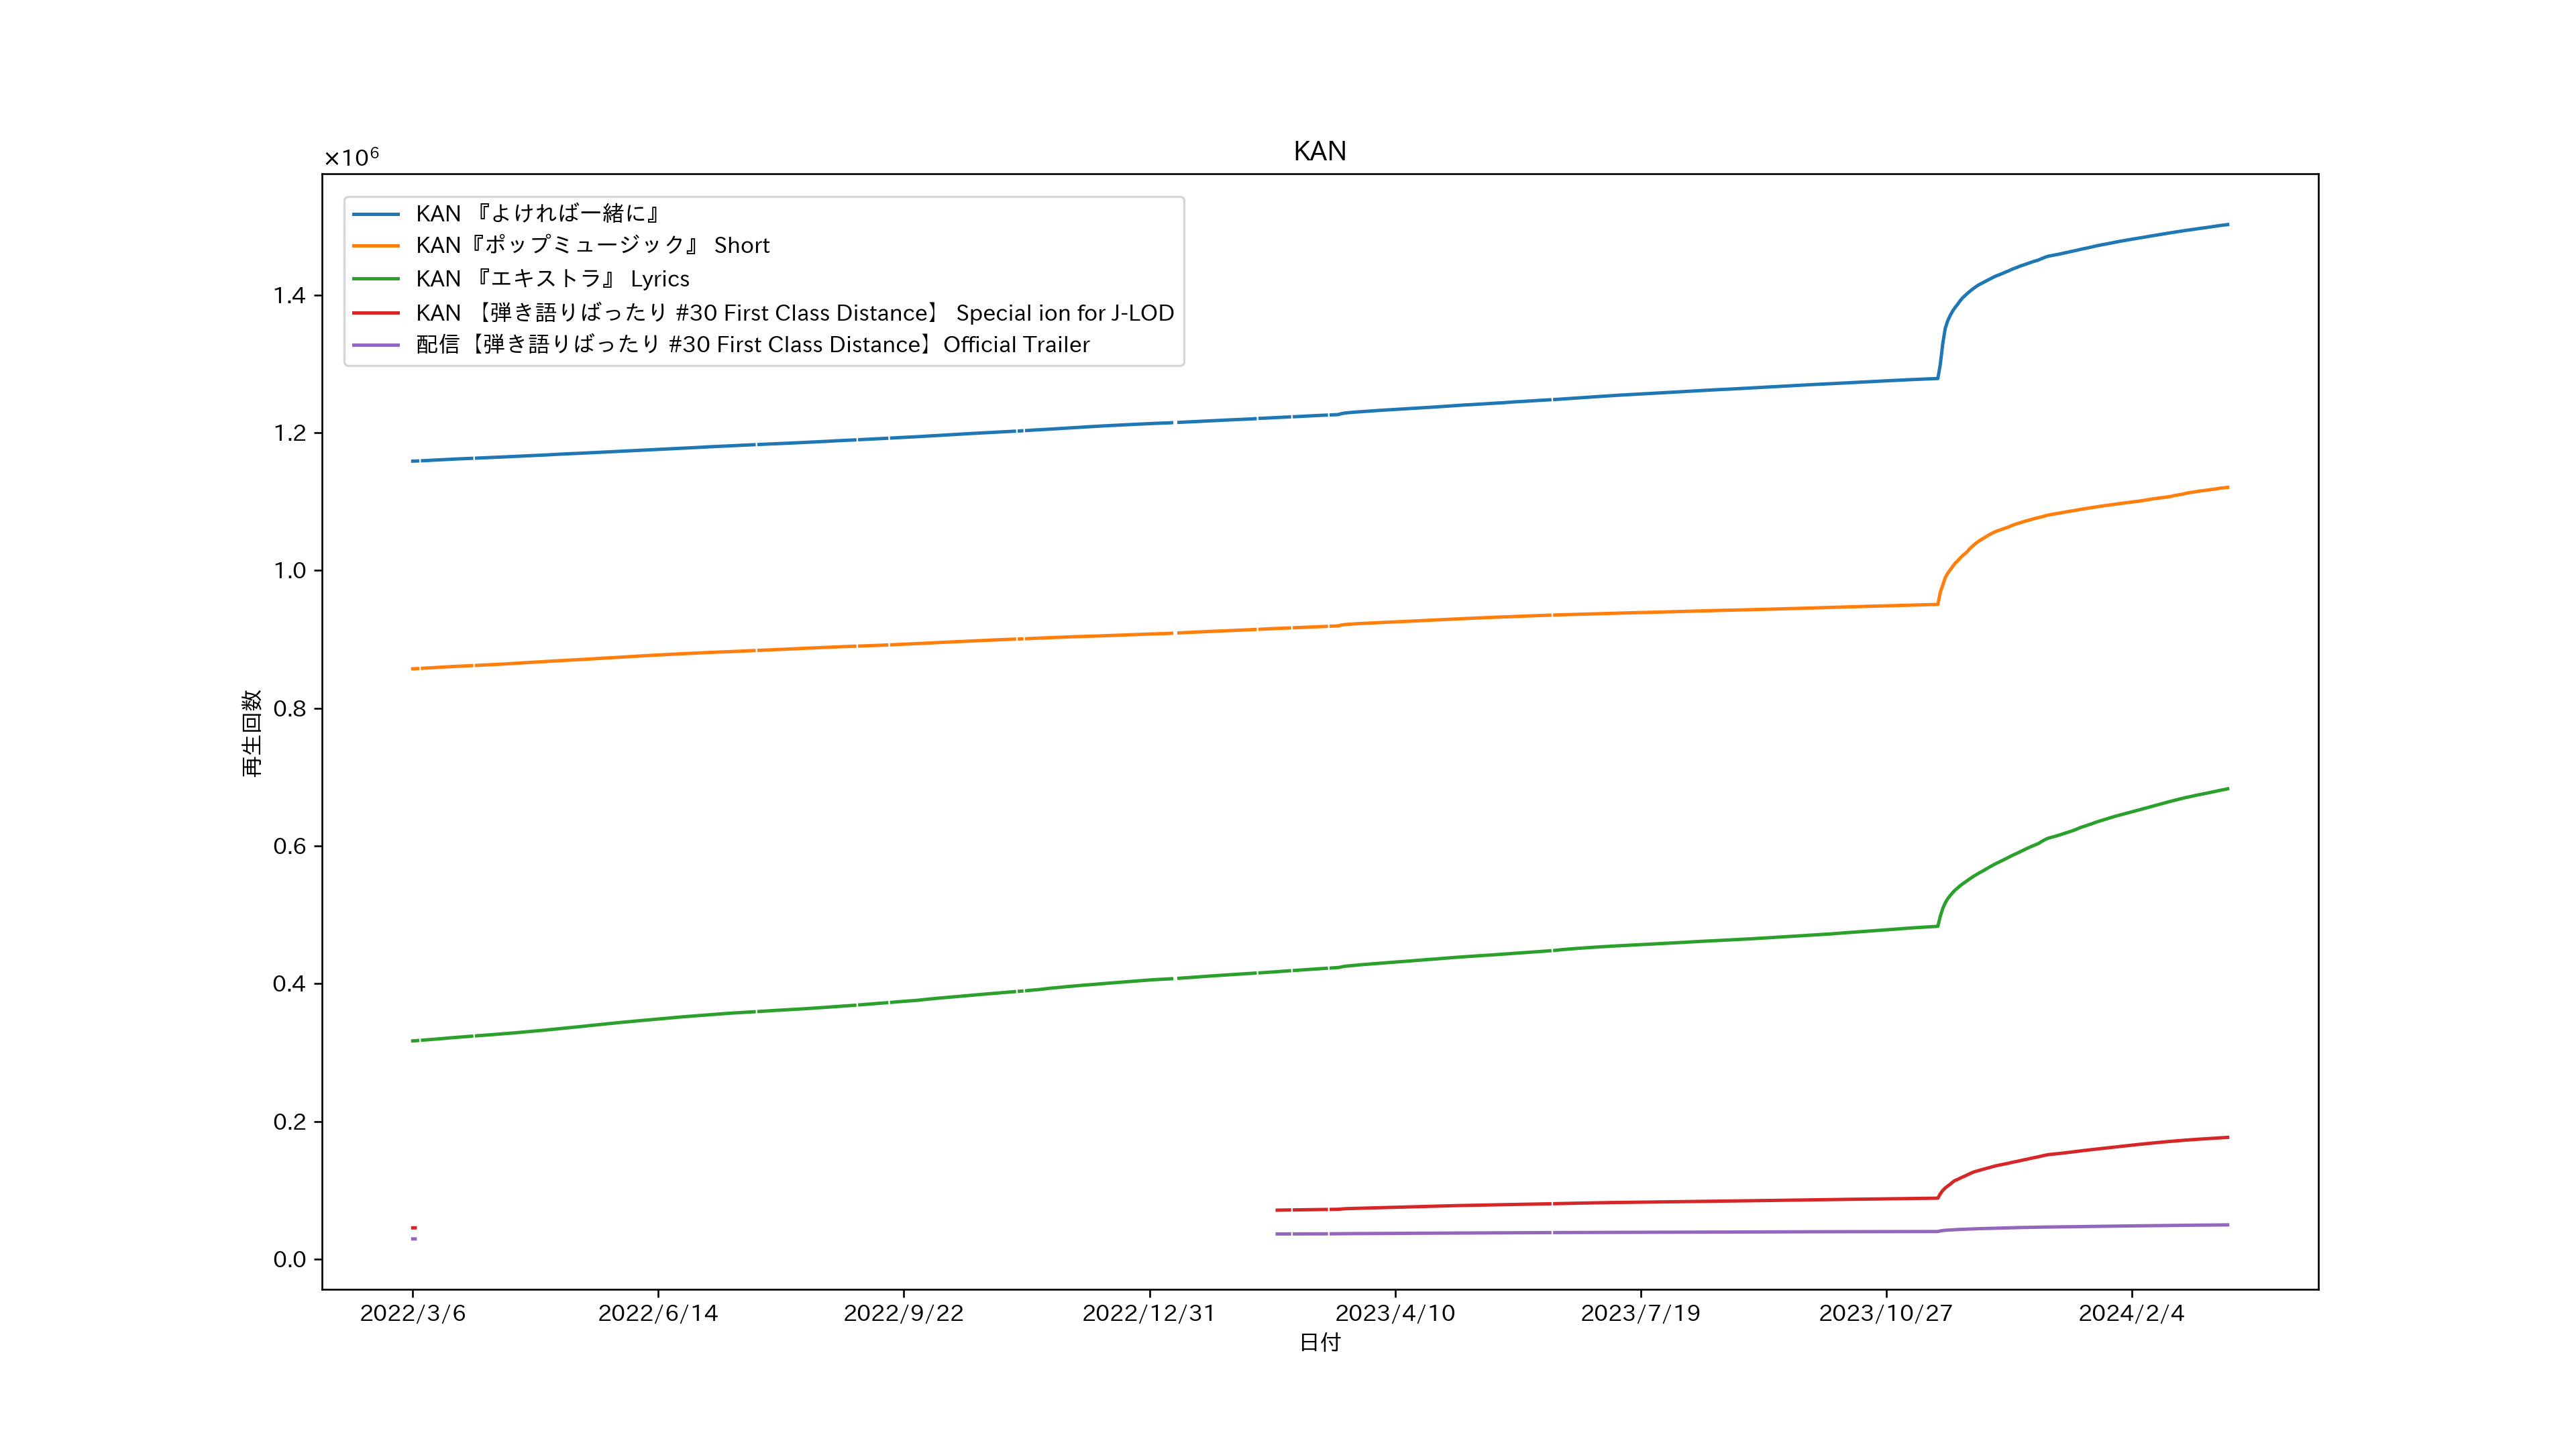 KAN
×10⁶
KAN 『よければ一緒に』
KAN『ポップミュージック』 Short
KAN 『エキストラ』 Lyrics
KAN 【弾き語りばったり #30 First Class Distance】 Special ion for J-LOD
配信【弾き語りばったり #30 First Class Distance】Official Trailer
1.4
1.2
1.0
0.8
0.6
0.4
0.2
0.0
再生回数
2022/3/6 2022/6/14 2022/9/22 2022/12/31 2023/4/10 2023/7/19 2023/10/27 2024/2/4
日付